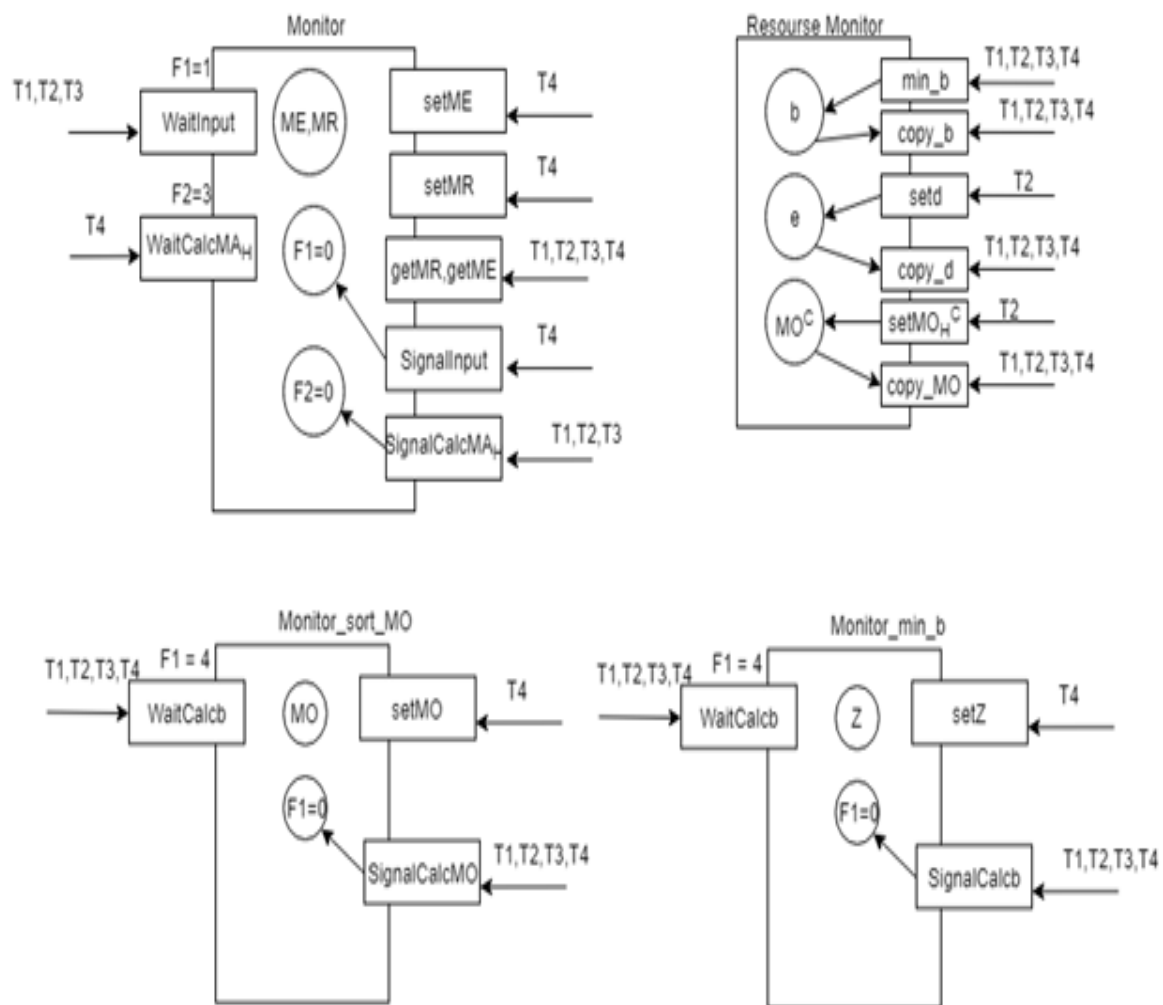 Monitor
F1=1
T1,T2,T3
WaitInput
ME,MR
setME
T4
F2=3
T4
WaitCalcMA_H
setMR
T4
F1=0
getMR,getME
T1,T2,T3,T4
SignalInput
T4
F2=0
SignalCalcMA_H
T1,T2,T3
Resourse Monitor
b
min_b
T1,T2,T3,T4
copy_b
T1,T2,T3,T4
e
setd
T2
copy_d
T1,T2,T3,T4
MO^C
setMO_H^C
T2
copy_MO
T1,T2,T3,T4
Monitor_sort_MO
F1 = 4
T1,T2,T3,T4
WaitCalcb
MO
setMO
T4
F1=0
SignalCalcMO
T1,T2,T3,T4
Monitor_min_b
F1 = 4
T1,T2,T3,T4
WaitCalcb
Z
setZ
T4
F1=0
SignalCalcb
T1,T2,T3,T4